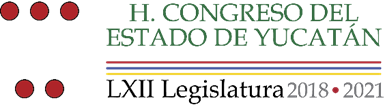 H. CONGRESO DEL
ESTADO DE YUCATÁN
LXII Legislatura 2018 • 2021